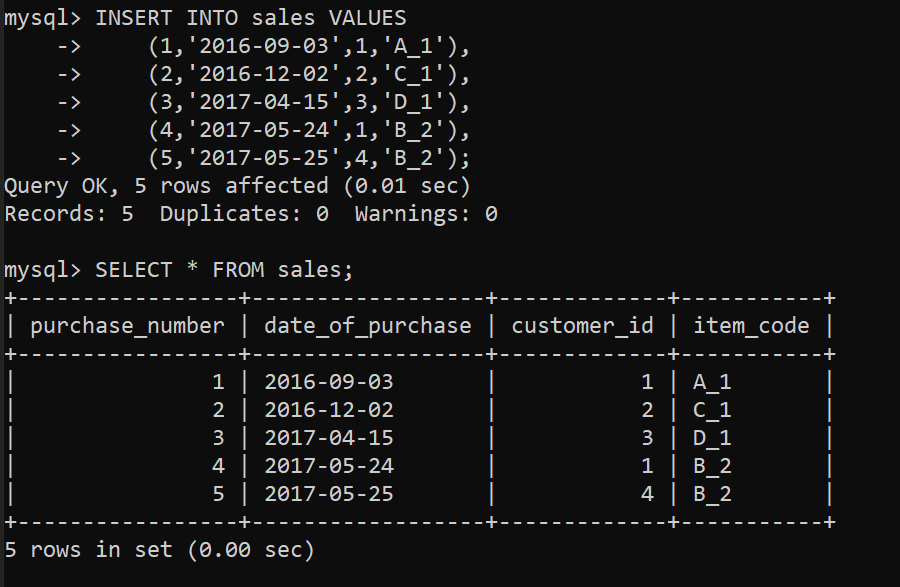 mysql> INSERT INTO sales VALUES
    ->     (1,'2016-09-03',1,'A_1'),
    ->     (2,'2016-12-02',2,'C_1'),
    ->     (3,'2017-04-15',3,'D_1'),
    ->     (4,'2017-05-24',1,'B_2'),
    ->     (5,'2017-05-25',4,'B_2');
Query OK, 5 rows affected (0.01 sec)
Records: 5  Duplicates: 0  Warnings: 0

mysql> SELECT * FROM sales;
+-----------------+------------------+-------------+-----------+
| purchase_number | date_of_purchase | customer_id | item_code |
+-----------------+------------------+-------------+-----------+
|               1 | 2016-09-03       |           1 | A_1       |
|               2 | 2016-12-02       |           2 | C_1       |
|               3 | 2017-04-15       |           3 | D_1       |
|               4 | 2017-05-24       |           1 | B_2       |
|               5 | 2017-05-25       |           4 | B_2       |
+-----------------+------------------+-------------+-----------+
5 rows in set (0.00 sec)